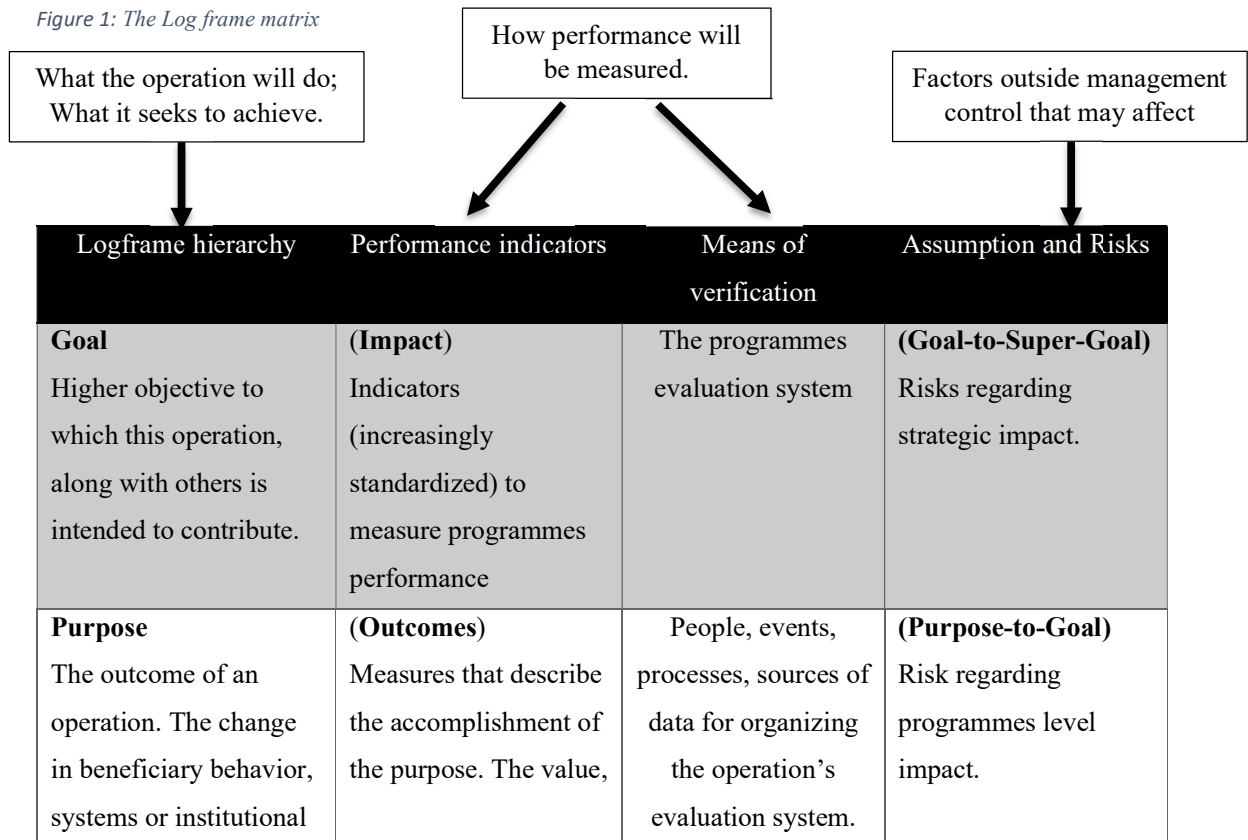 Figure 1: The Log frame matrix
What the operation will do;
What it seeks to achieve.
How performance will
be measured.
Factors outside management
control that may affect
Logframe hierarchy
Performance indicators
Means of
verification
Assumption and Risks
Goal
Higher objective to
which this operation,
along with others is
intended to contribute.
(Impact)
Indicators
(increasingly
standardized) to
measure programmes
performance
The programmes
evaluation system
(Goal-to-Super-Goal)
Risks regarding
strategic impact.
Purpose
The outcome of an
operation. The change
in beneficiary behavior,
systems or institutional
(Outcomes)
Measures that describe
the accomplishment of
the purpose. The value,
People, events,
processes, sources of
data for organizing
the operation’s
evaluation system.
(Purpose-to-Goal)
Risk regarding
programmes level
impact.